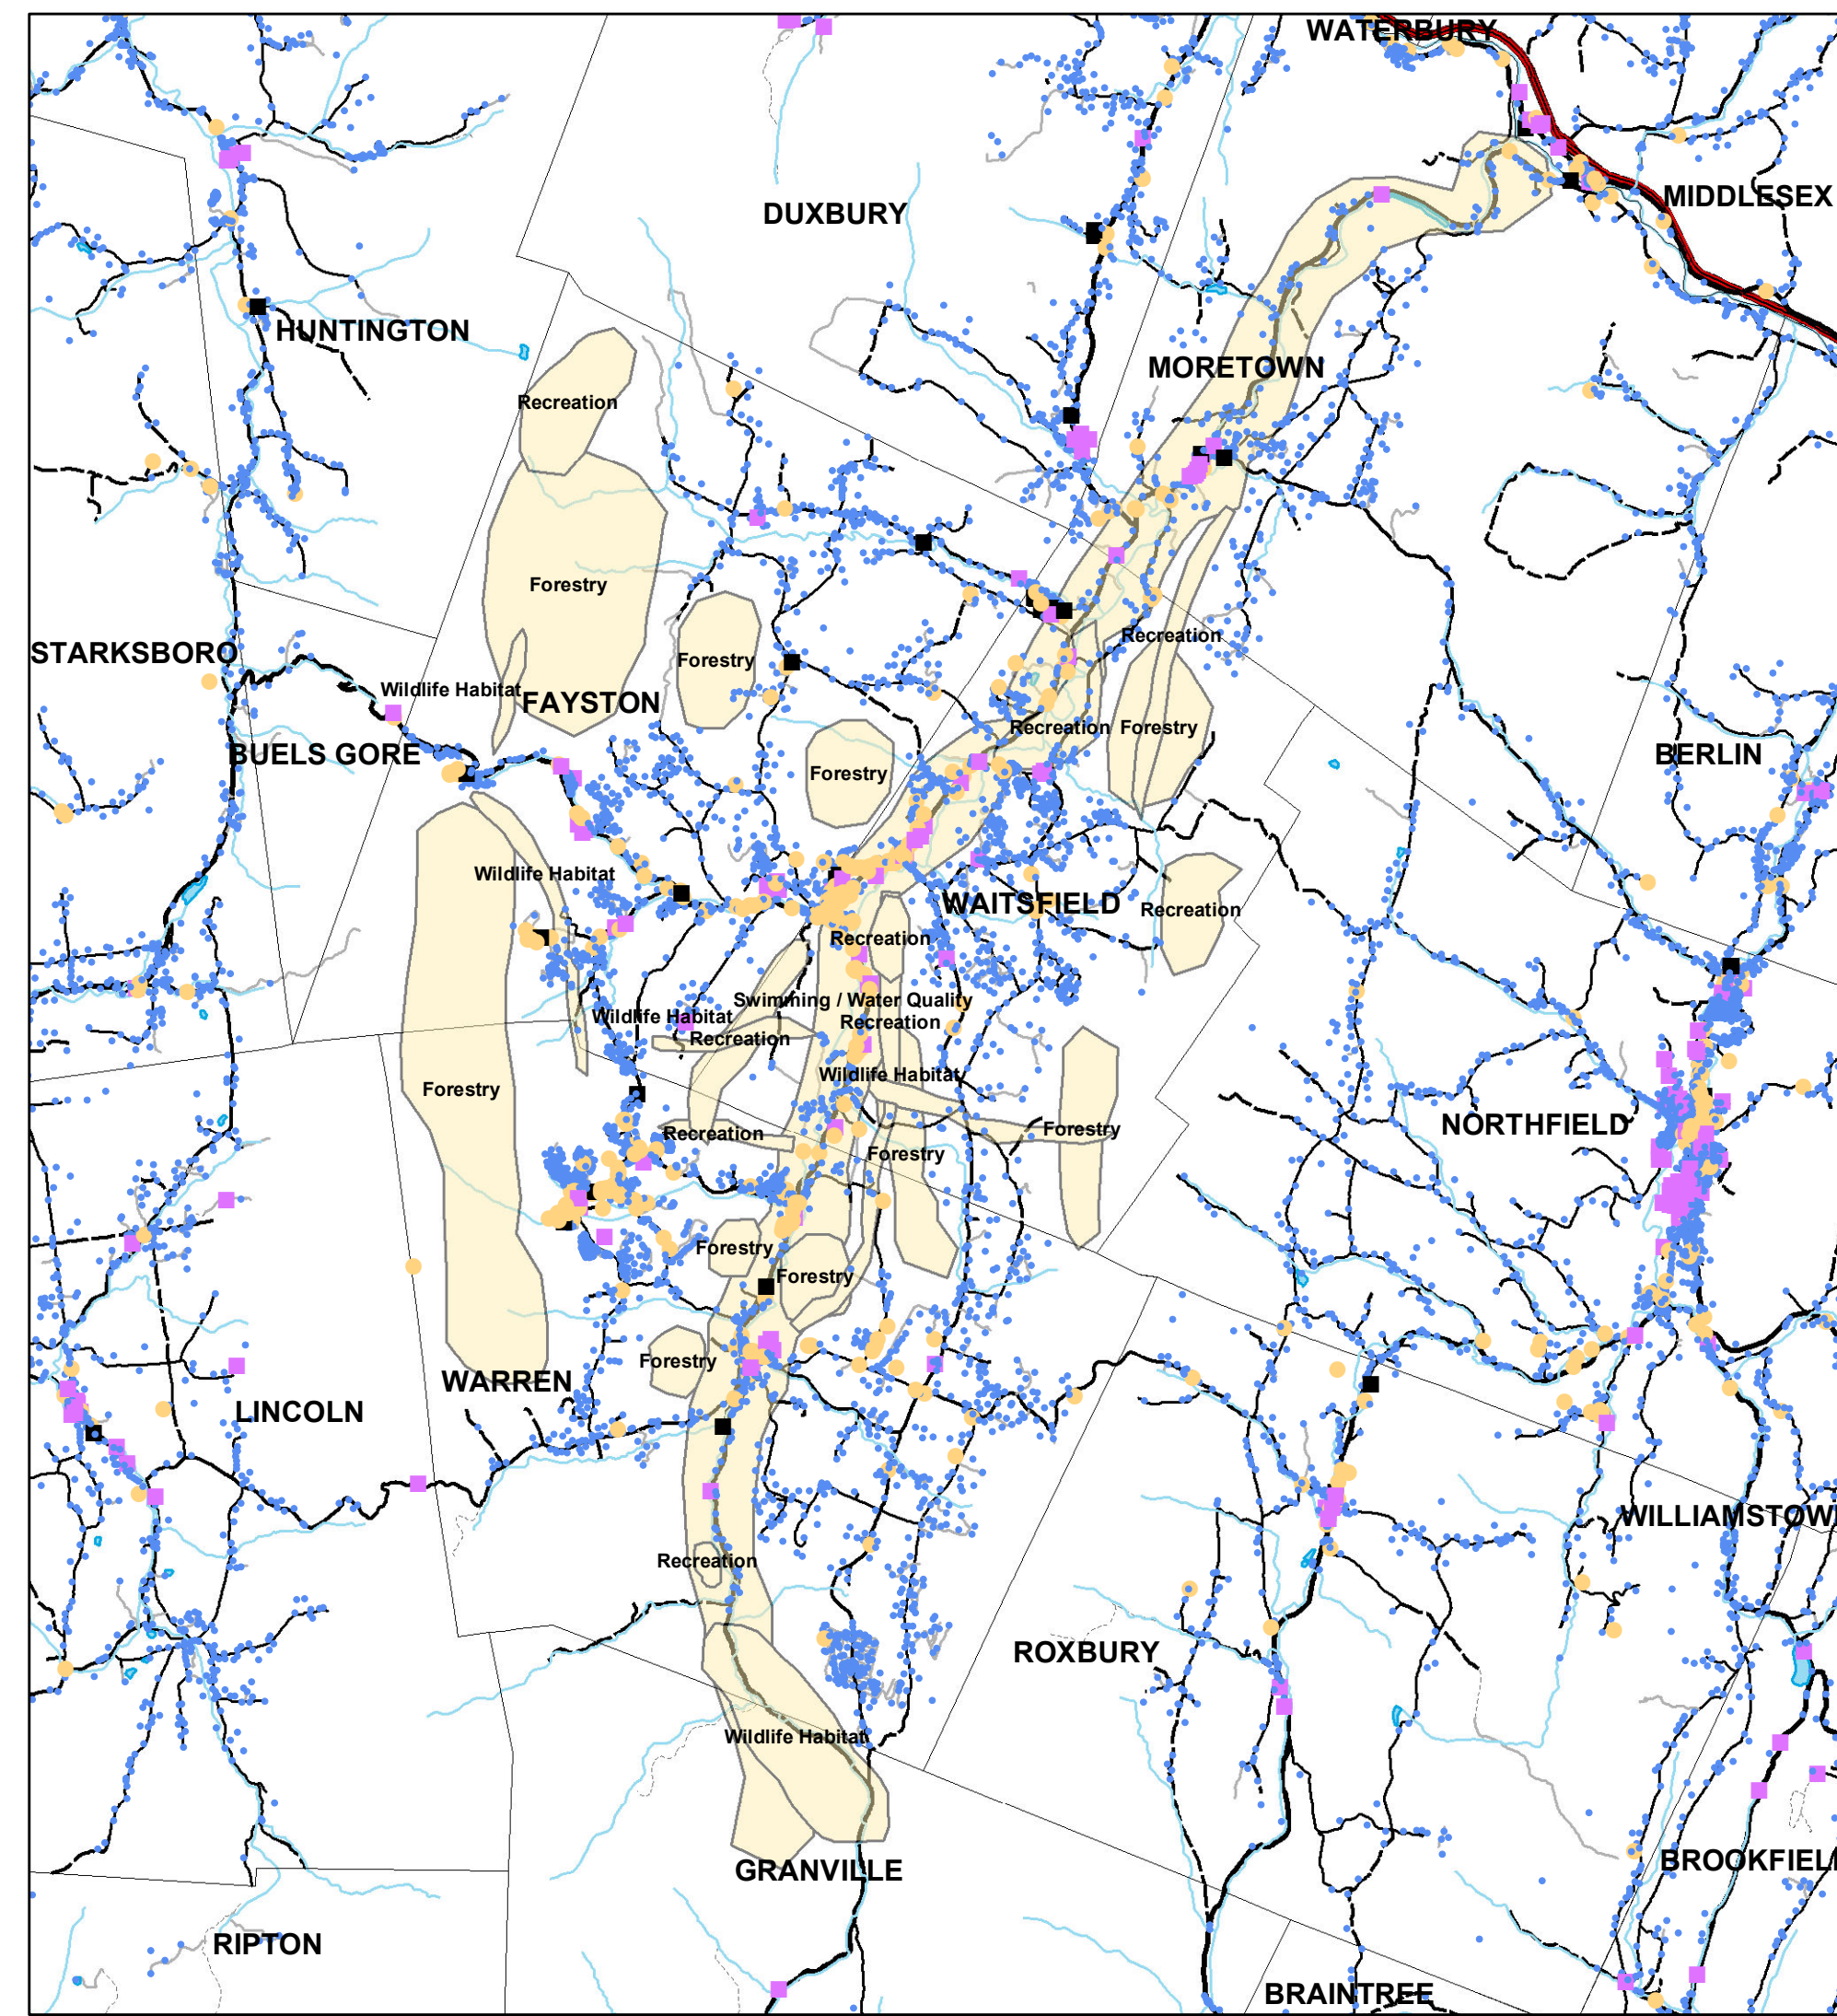 WATERBURY
MIDDLESEX
DUXBURY
HUNTINGTON
MORETOWN
Recreation
Forestry
Recreation
STARKSBORO
Forestry
Wildlife Habitat
FAYSTON
Recreation
Forestry
BUELS GORE
BERLIN
Forestry
Wildlife Habitat
WAITSFIELD
Recreation
Recreation
Swimming / Water Quality
Wildlife Habitat
Recreation
Recreation
Wildlife Habitat
Forestry
NORTHFIELD
Forestry
Recreation
Forestry
Forestry
Forestry
Forestry
WARREN
LINCOLN
WILLIAMSTOW
Recreation
ROXBURY
Wildlife Habitat
GRANVILLE
BROOKFIEL
RIPTON
BRAINTREE